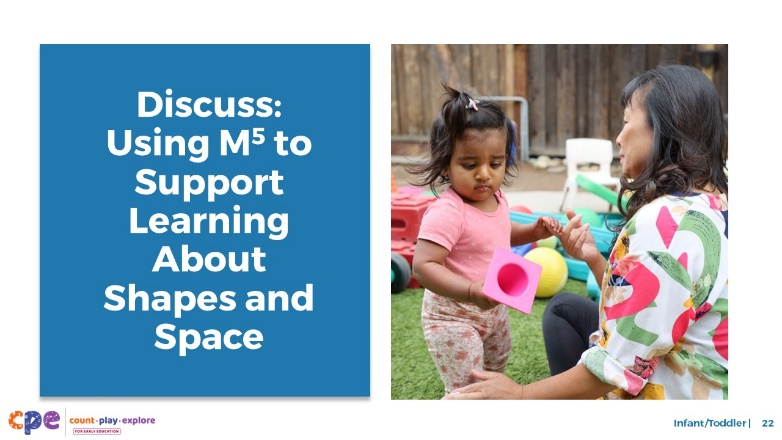 Discuss:
Using M⁵ to
Support
Learning
About
Shapes and
Space
cpe
count·play·explore
FOR EARLY EDUCATION
Infant/Toddler | 22